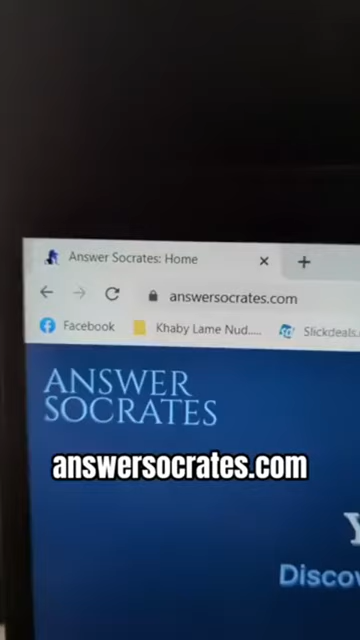 Answer Socrates: Home
answersocrates.com
Facebook
Khaby Lame Nud.....
Slickdeals.
ANSWER
SOCRATES
answersocrates.com
Y
Discov